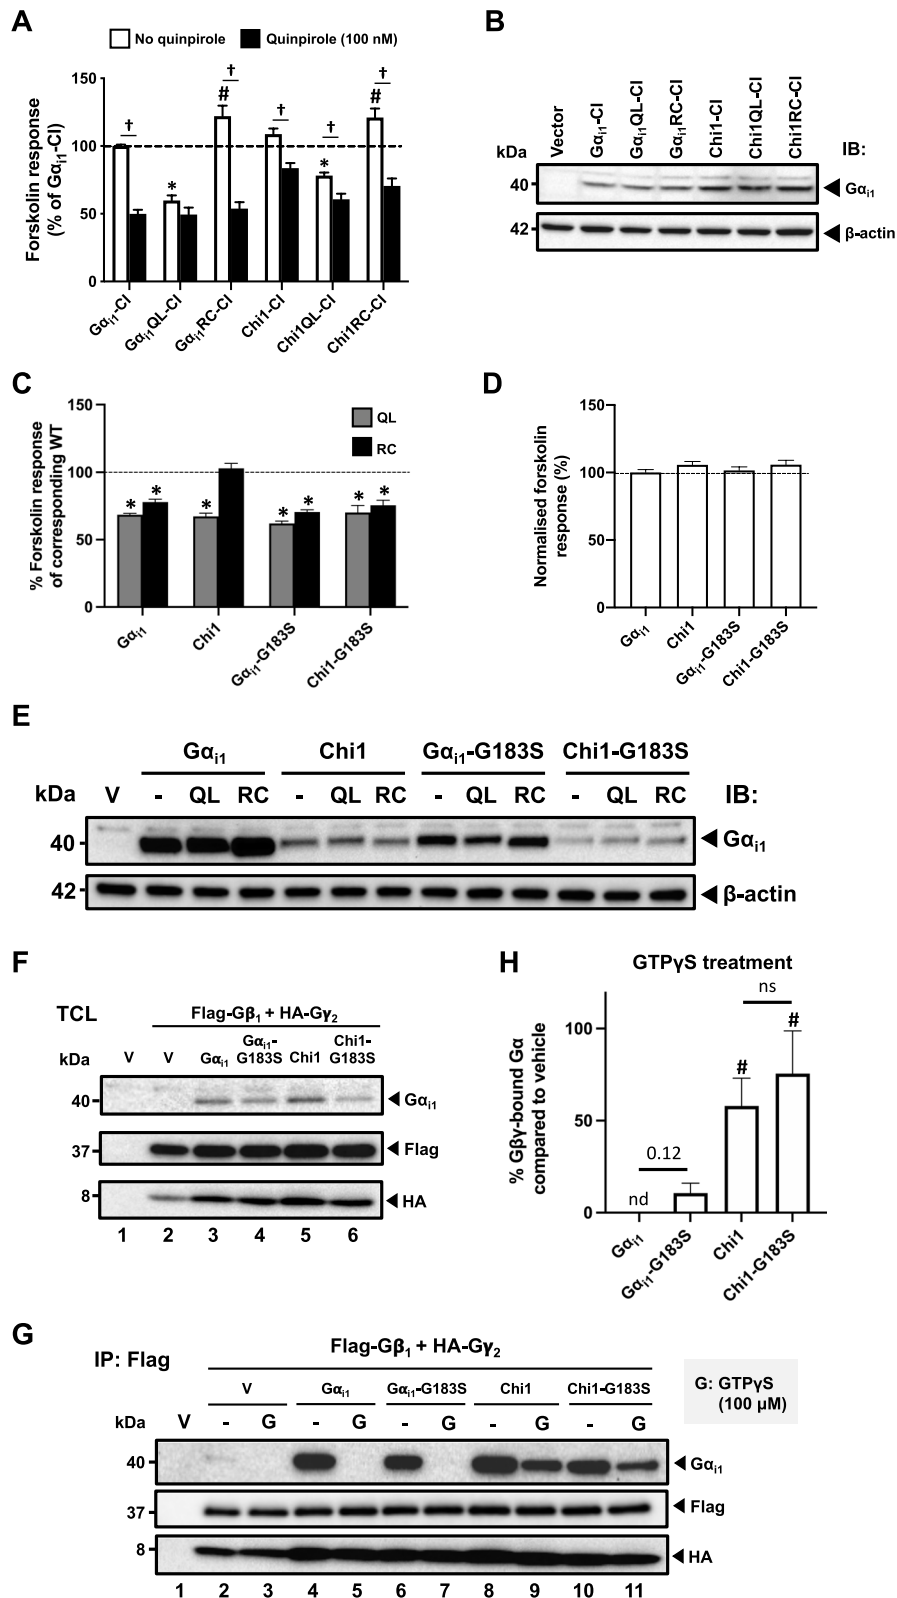 A
No quinpirole
Quinpirole (100 nM)
Forskolin response
(% of Gαi1-CI)
150
100
50
0
†
*
#
†
†
*
†
#
†
Gαi1-CI
Gαi1QL-CI
Gαi1RC-CI
Chi1-CI
Chi1QL-CI
Chi1RC-CI
B
Vector
Gαi1-CI
Gαi1QL-CI
Gαi1RC-CI
Chi1-CI
Chi1QL-CI
Chi1RC-CI
kDa
IB:
40
Gαi1
42
β-actin
C
% Forskolin response
of corresponding WT
150
100
50
0
QL
RC
* * * * * * *
Gαi1
Chi1
Gαi1-G183S
Chi1-G183S
D
Normalised forskolin
response (%)
150
100
50
0
Gαi1
Chi1
Gαi1-G183S
Chi1-G183S
E
Gαi1 Chi1 Gαi1-G183S Chi1-G183S
kDa V - QL RC - QL RC - QL RC - QL RC IB:
40 Gαi1
42 β-actin
F
TCL
Flag-Gβ1 + HA-Gγ2
kDa V V Gαi1 Gαi1-G183S Chi1 Chi1-G183S
40 Gαi1
37 Flag
8 HA
1 2 3 4 5 6
H
GTPγS treatment
% Gβγ-bound Gα
compared to vehicle
100
50
0
ns
#
#
0.12
nd
Gαi1
Gαi1-G183S
Chi1
Chi1-G183S
G
IP: Flag
Flag-Gβ1 + HA-Gγ2
V Gαi1 Gαi1-G183S Chi1 Chi1-G183S
kDa V - G - G - G - G - G
G: GTPγS
(100 μM)
40 Gαi1
37 Flag
8 HA
1 2 3 4 5 6 7 8 9 10 11